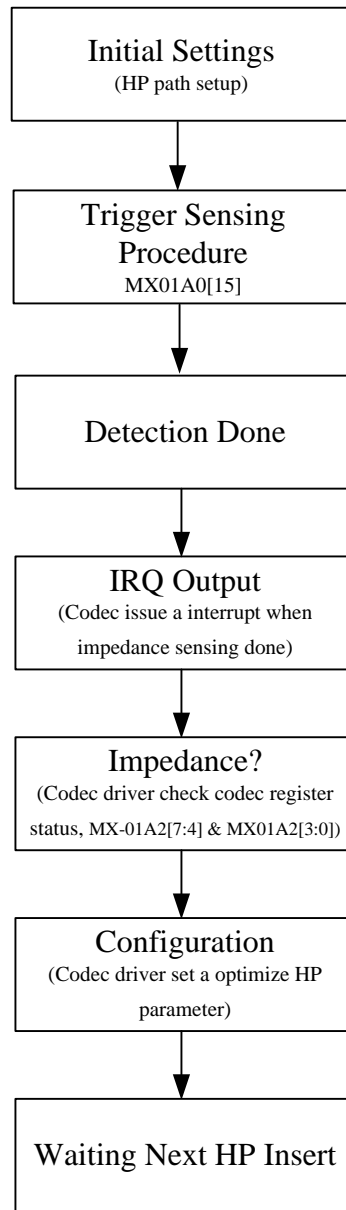 Initial Settings
(HP path setup)
Trigger Sensing
Procedure
MX01A0[15]
Detection Done
IRQ Output
(Codec issue a interrupt when
impedance sensing done)
Impedance?
(Codec driver check codec register
status, MX-01A2[7:4] & MX01A2[3:0])
Configuration
(Codec driver set a optimize HP
parameter)
Waiting Next HP Insert